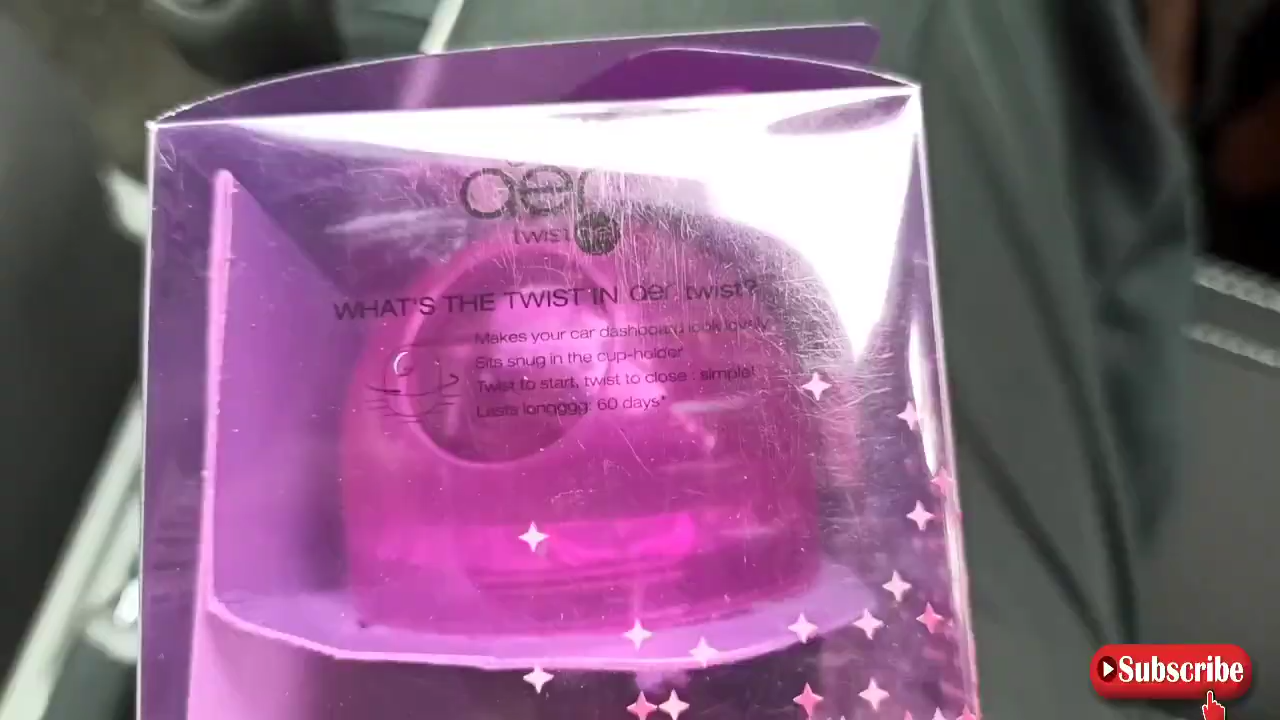 aer
twist gel
WHAT'S THE TWIST IN aer twist?
Makes your car dashboard look lovely
Sits snug in the cup-holder
Twist to start, twist to close : simple!
Lasts longggg: 60 days*
Subscribe